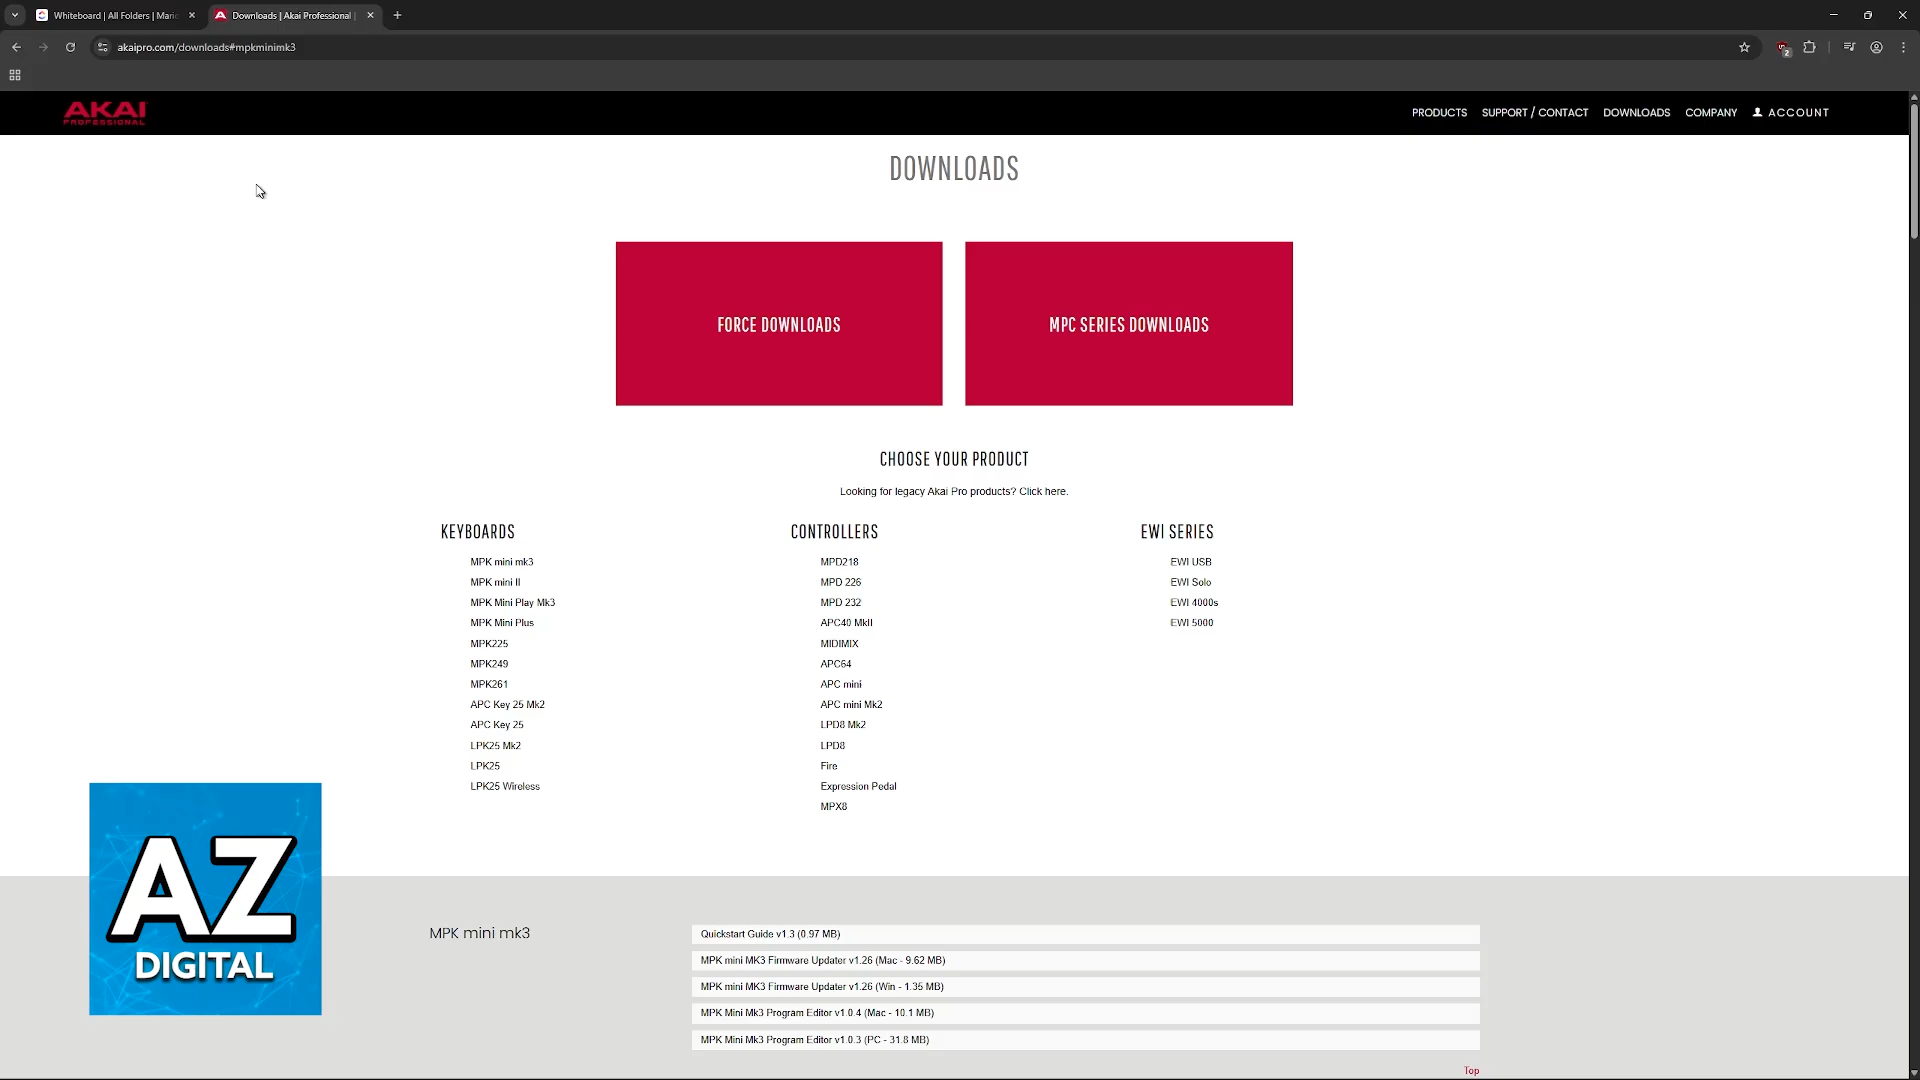 Whiteboard | All Folders | Mari
Downloads | Akai Professional |
akaipro.com/downloads#mpkminimk3
2
AKAI
PROFESSIONAL
PRODUCTS
SUPPORT / CONTACT
DOWNLOADS
COMPANY
ACCOUNT
DOWNLOADS
FORCE DOWNLOADS
MPC SERIES DOWNLOADS
CHOOSE YOUR PRODUCT
Looking for legacy Akai Pro products? Click here.
KEYBOARDS
MPK mini mk3
MPK mini II
MPK Mini Play Mk3
MPK Mini Plus
MPK225
MPK249
MPK261
APC Key 25 Mk2
APC Key 25
LPK25 Mk2
LPK25
LPK25 Wireless
CONTROLLERS
MPD218
MPD 226
MPD 232
APC40 MkII
MIDIMIX
APC64
APC mini
APC mini Mk2
LPD8 Mk2
LPD8
Fire
Expression Pedal
MPX8
EWI SERIES
EWI USB
EWI Solo
EWI 4000s
EWI 5000
AZ
DIGITAL
MPK mini mk3
Quickstart Guide v1.3 (0.97 MB)
MPK mini MK3 Firmware Updater v1.26 (Mac - 9.62 MB)
MPK mini MK3 Firmware Updater v1.26 (Win - 1.35 MB)
MPK Mini Mk3 Program Editor v1.0.4 (Mac - 10.1 MB)
MPK Mini Mk3 Program Editor v1.0.3 (PC - 31.8 MB)
Top